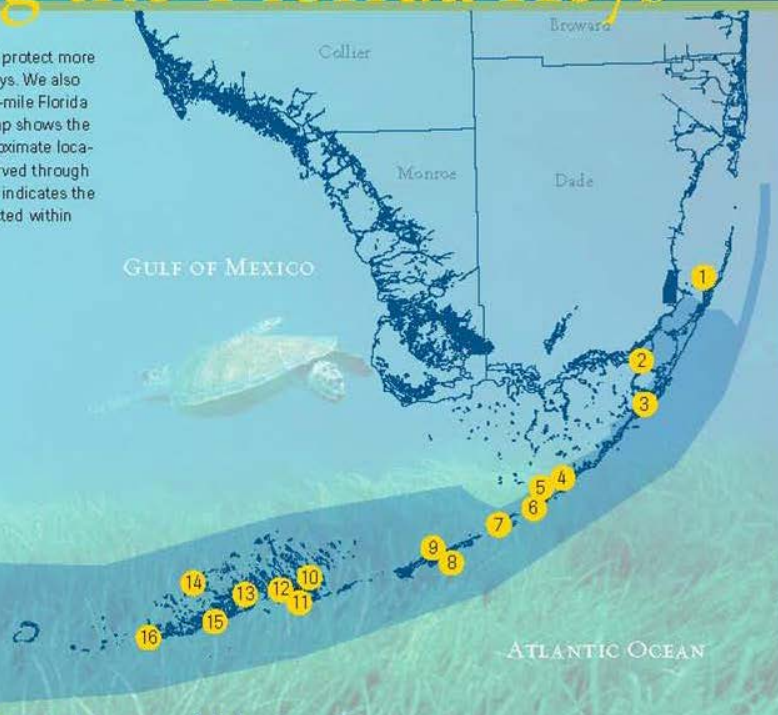 protect more
ys. We also
-mile Florida
ap shows the
oximate loca-
rved through
indicates the
ted within
Broward
Collier
Monroe
Dade
GULF OF MEXICO
1
2
3
4
5
6
7
9
8
10
14
12
13
11
15
16
ATLANTIC OCEAN